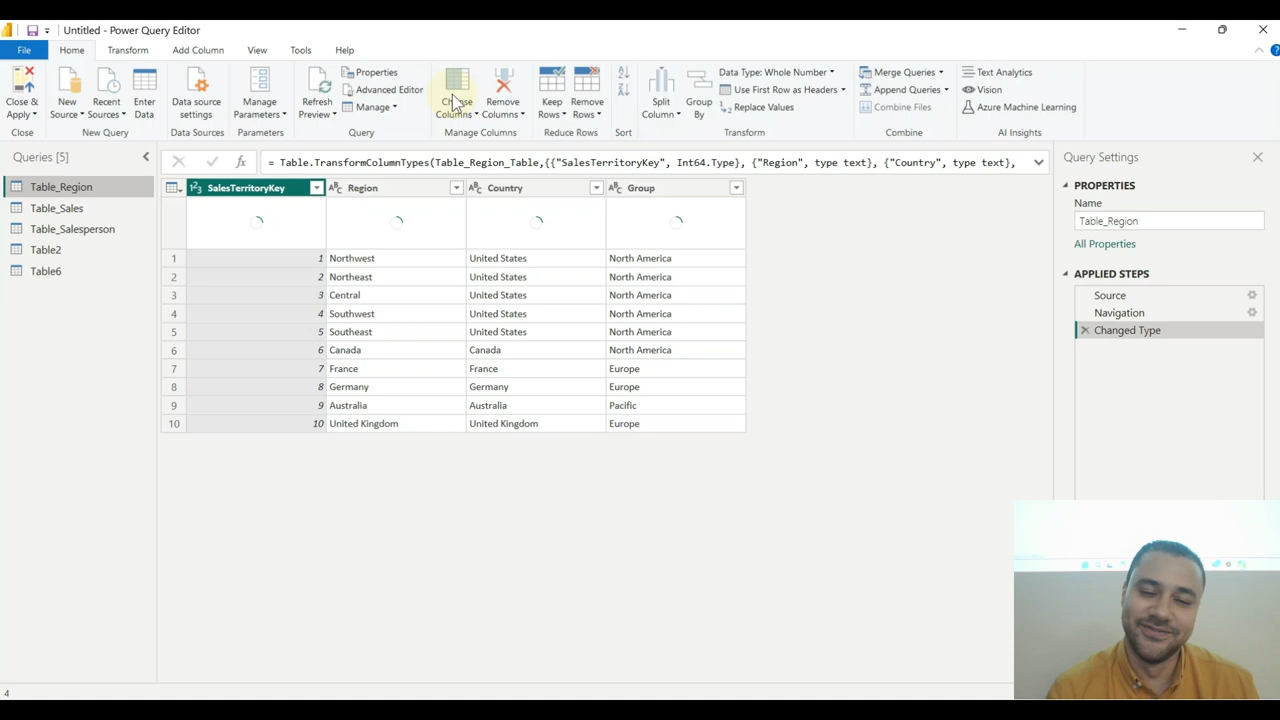 Untitled - Power Query Editor
File Home Transform Add Column View Tools Help
Close & Apply
New Source
Recent Sources
Enter Data
Data source settings
Manage Parameters
Refresh Preview
Properties
Advanced Editor
Manage
Choose Columns
Remove Columns
Keep Rows
Remove Rows
Split Column
Group By
Data Type: Whole Number
Use First Row as Headers
Replace Values
Merge Queries
Append Queries
Combine Files
Text Analytics
Vision
Azure Machine Learning
Close New Query Data Sources Parameters Query Manage Columns Reduce Rows Sort Transform Combine AI Insights
Queries [5]
Table_Region
Table_Sales
Table_Salesperson
Table2
Table6
fx = Table.TransformColumnTypes(Table_Region_Table,{{"SalesTerritoryKey", Int64.Type}, {"Region", type text}, {"Country", type text},
123 SalesTerritoryKey ABC Region ABC Country ABC Group
1 1 Northwest United States North America
2 2 Northeast United States North America
3 3 Central United States North America
4 4 Southwest United States North America
5 5 Southeast United States North America
6 6 Canada Canada North America
7 7 France France Europe
8 8 Germany Germany Europe
9 9 Australia Australia Pacific
10 10 United Kingdom United Kingdom Europe
Query Settings
PROPERTIES
Name
Table_Region
All Properties
APPLIED STEPS
Source
Navigation
Changed Type
4